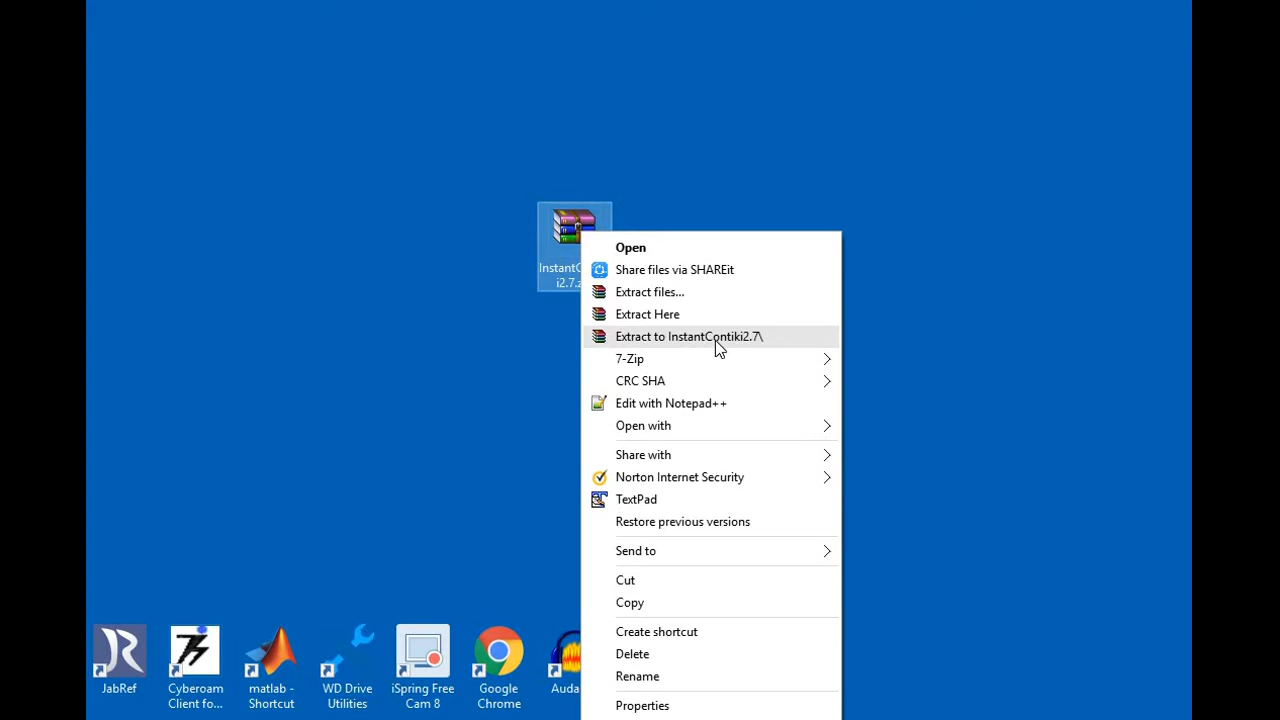 InstantC
i2.7.z
Open
Share files via SHAREit
Extract files...
Extract Here
Extract to InstantContiki2.7\
7-Zip
CRC SHA
Edit with Notepad++
Open with
Share with
Norton Internet Security
TextPad
Restore previous versions
Send to
Cut
Copy
Create shortcut
Delete
Rename
Properties
JabRef
Cyberoam
Client fo...
matlab -
Shortcut
WD Drive
Utilities
iSpring Free
Cam 8
Google
Chrome
Auda